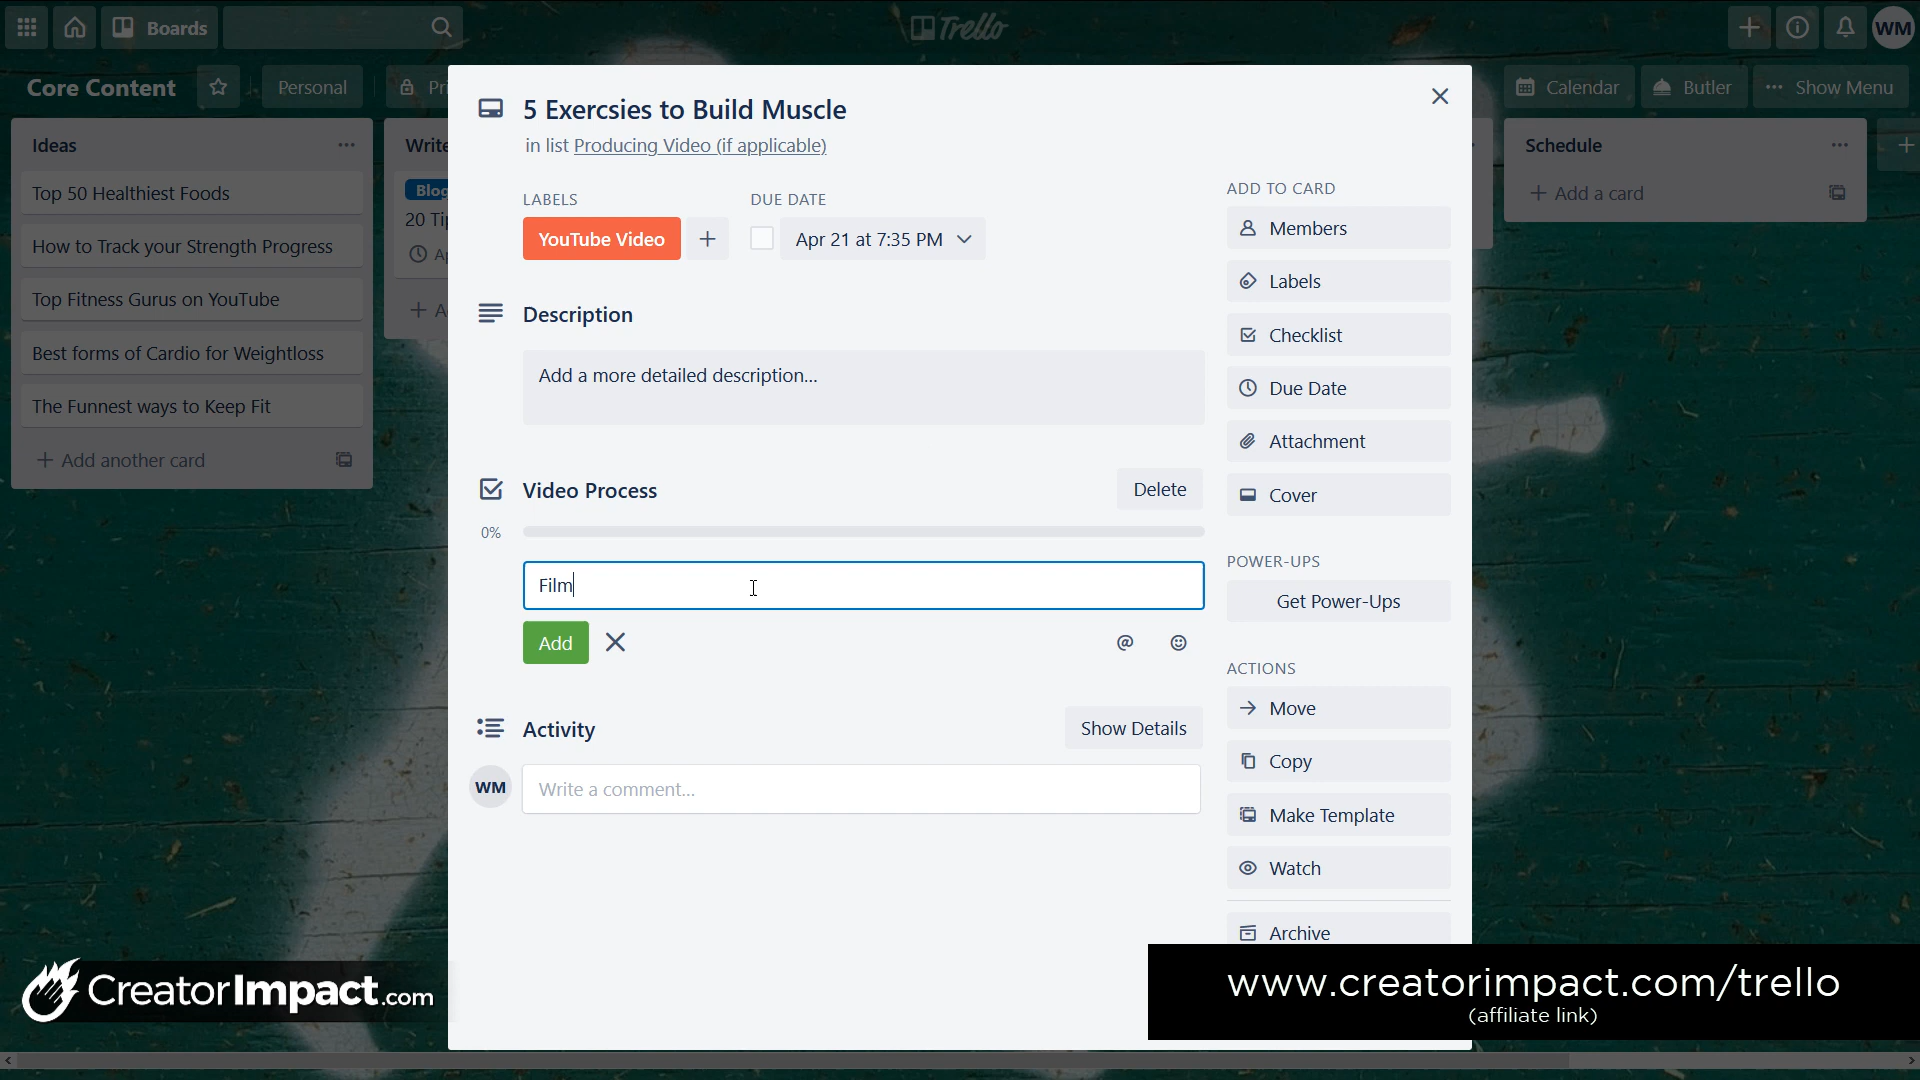 Boards
Trello
WM
Core Content
Personal
Calendar
Butler
Show Menu
Ideas
Top 50 Healthiest Foods
How to Track your Strength Progress
Top Fitness Gurus on YouTube
Best forms of Cardio for Weightloss
The Funnest ways to Keep Fit
Add another card
5 Exercsies to Build Muscle
in list Producing Video (if applicable)
LABELS
DUE DATE
YouTube Video
Apr 21 at 7:35 PM
Description
Add a more detailed description...
Video Process
Delete
0%
Film
Add
Activity
Show Details
WM
Write a comment...
ADD TO CARD
Members
Labels
Checklist
Due Date
Attachment
Cover
POWER-UPS
Get Power-Ups
ACTIONS
Move
Copy
Make Template
Watch
Archive
Schedule
Add a card
CreatorImpact.com
www.creatorimpact.com/trello
(affiliate link)